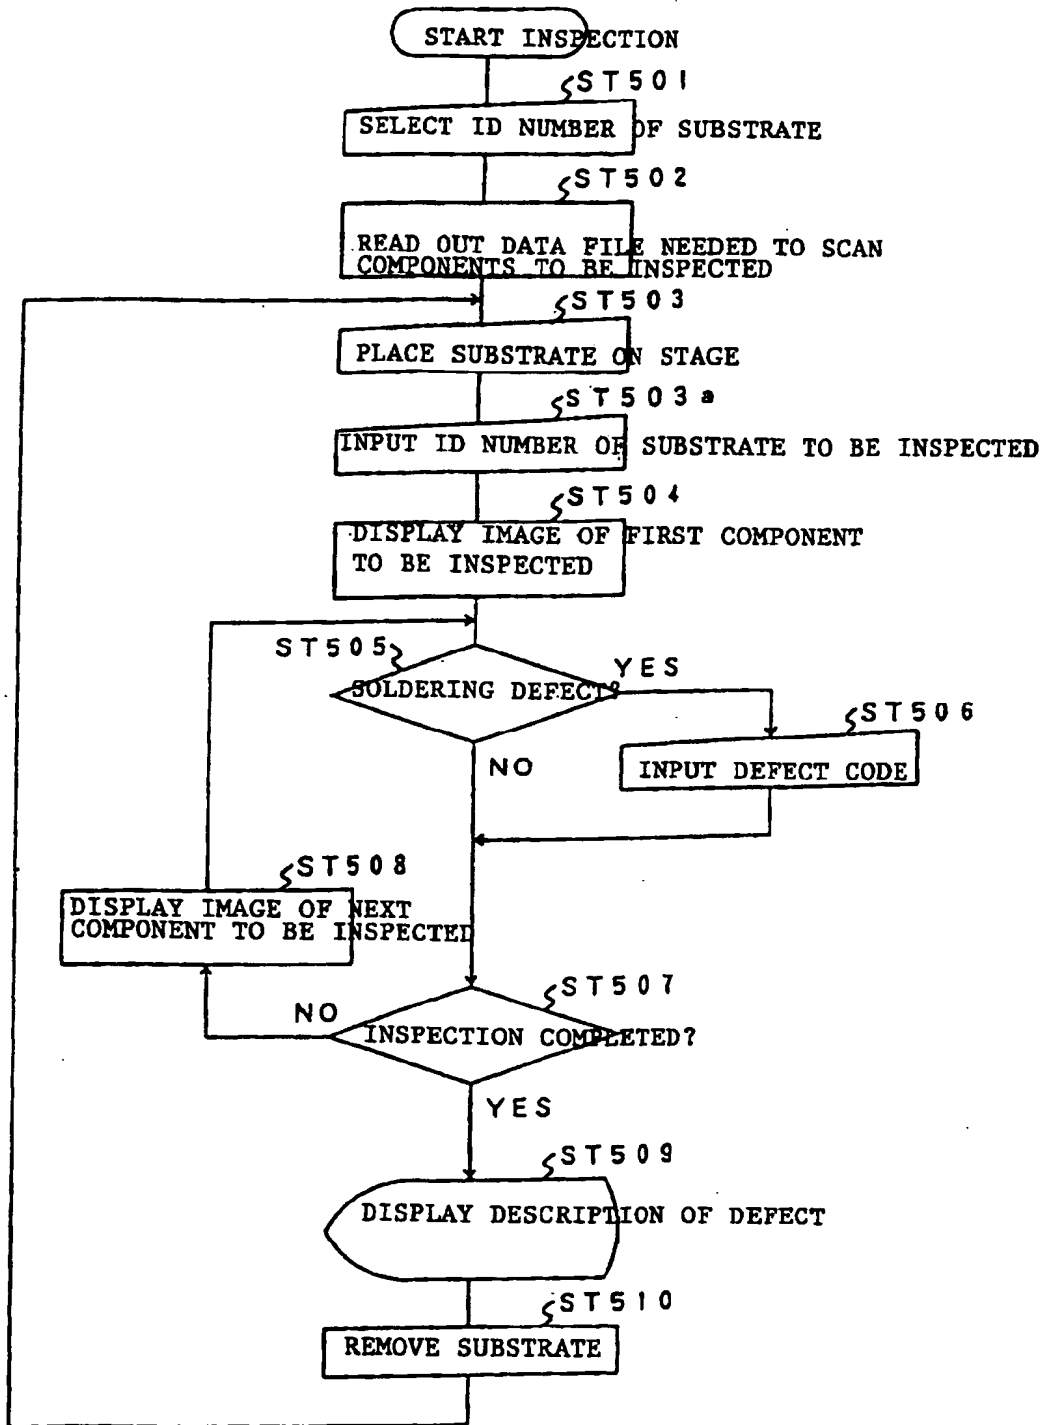 START INSPECTION
ST501
SELECT ID NUMBER OF SUBSTRATE
ST502
READ OUT DATA FILE NEEDED TO SCAN
COMPONENTS TO BE INSPECTED
ST503
PLACE SUBSTRATE ON STAGE
ST503a
INPUT ID NUMBER OF SUBSTRATE TO BE INSPECTED
ST504
DISPLAY IMAGE OF FIRST COMPONENT
TO BE INSPECTED
ST505
SOLDERING DEFECT?
YES
ST506
INPUT DEFECT CODE
NO
ST508
DISPLAY IMAGE OF NEXT
COMPONENT TO BE INSPECTED
ST507
NO
INSPECTION COMPLETED?
YES
ST509
DISPLAY DESCRIPTION OF DEFECT
ST510
REMOVE SUBSTRATE